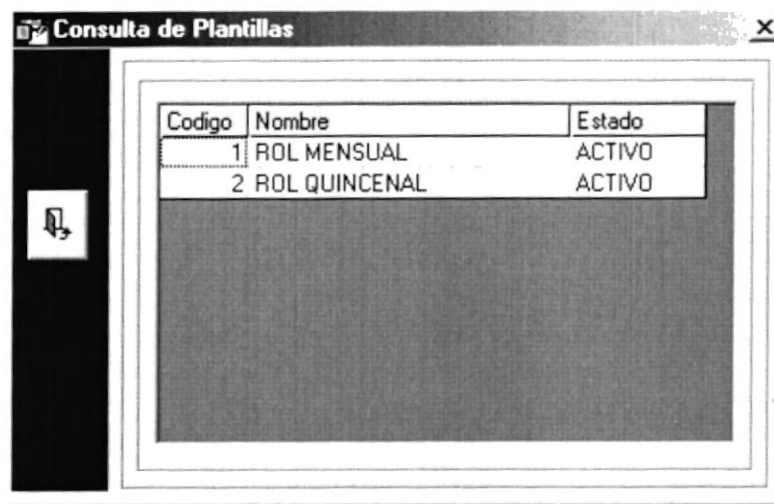 Consulta de Plantillas
Codigo Nombre Estado
1 ROL MENSUAL ACTIVO
2 ROL QUINCENAL ACTIVO